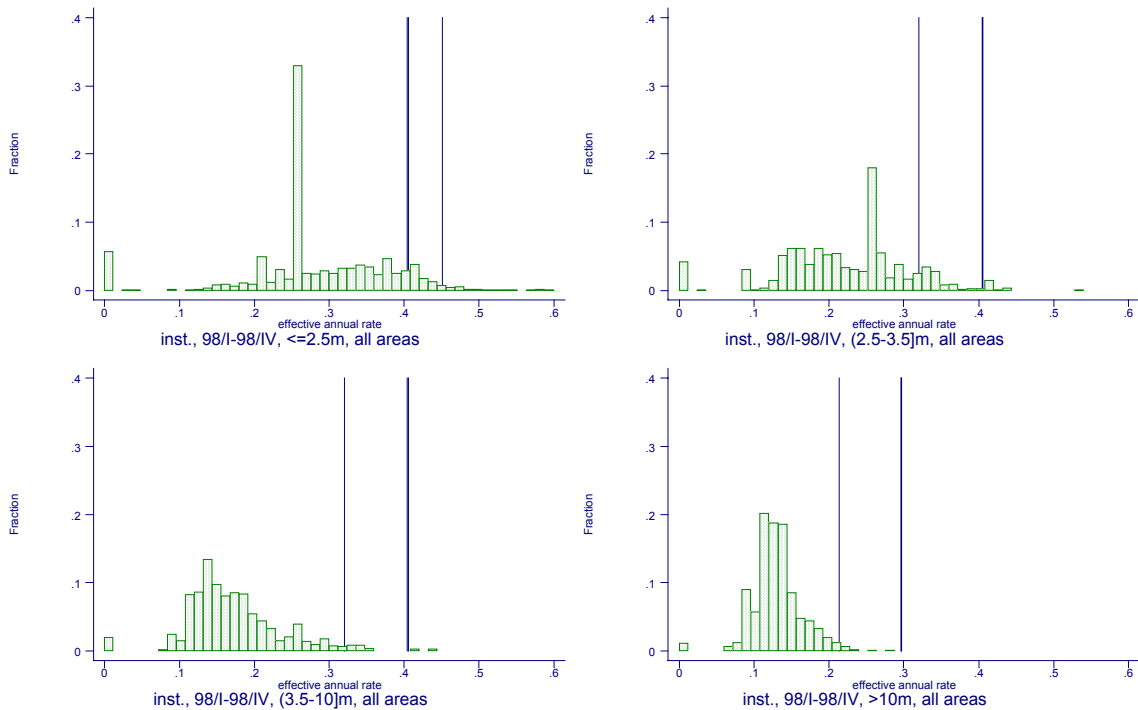 Fraction
.4
.3
.2
.1
0
0 .1 .2 .3 .4 .5 .6
effective annual rate
inst., 98/I-98/IV, <=2.5m, all areas
Fraction
.4
.3
.2
.1
0
0 .1 .2 .3 .4 .5 .6
effective annual rate
inst., 98/I-98/IV, (2.5-3.5]m, all areas
Fraction
.4
.3
.2
.1
0
0 .1 .2 .3 .4 .5 .6
effective annual rate
inst., 98/I-98/IV, (3.5-10]m, all areas
Fraction
.4
.3
.2
.1
0
0 .1 .2 .3 .4 .5 .6
effective annual rate
inst., 98/I-98/IV, >10m, all areas